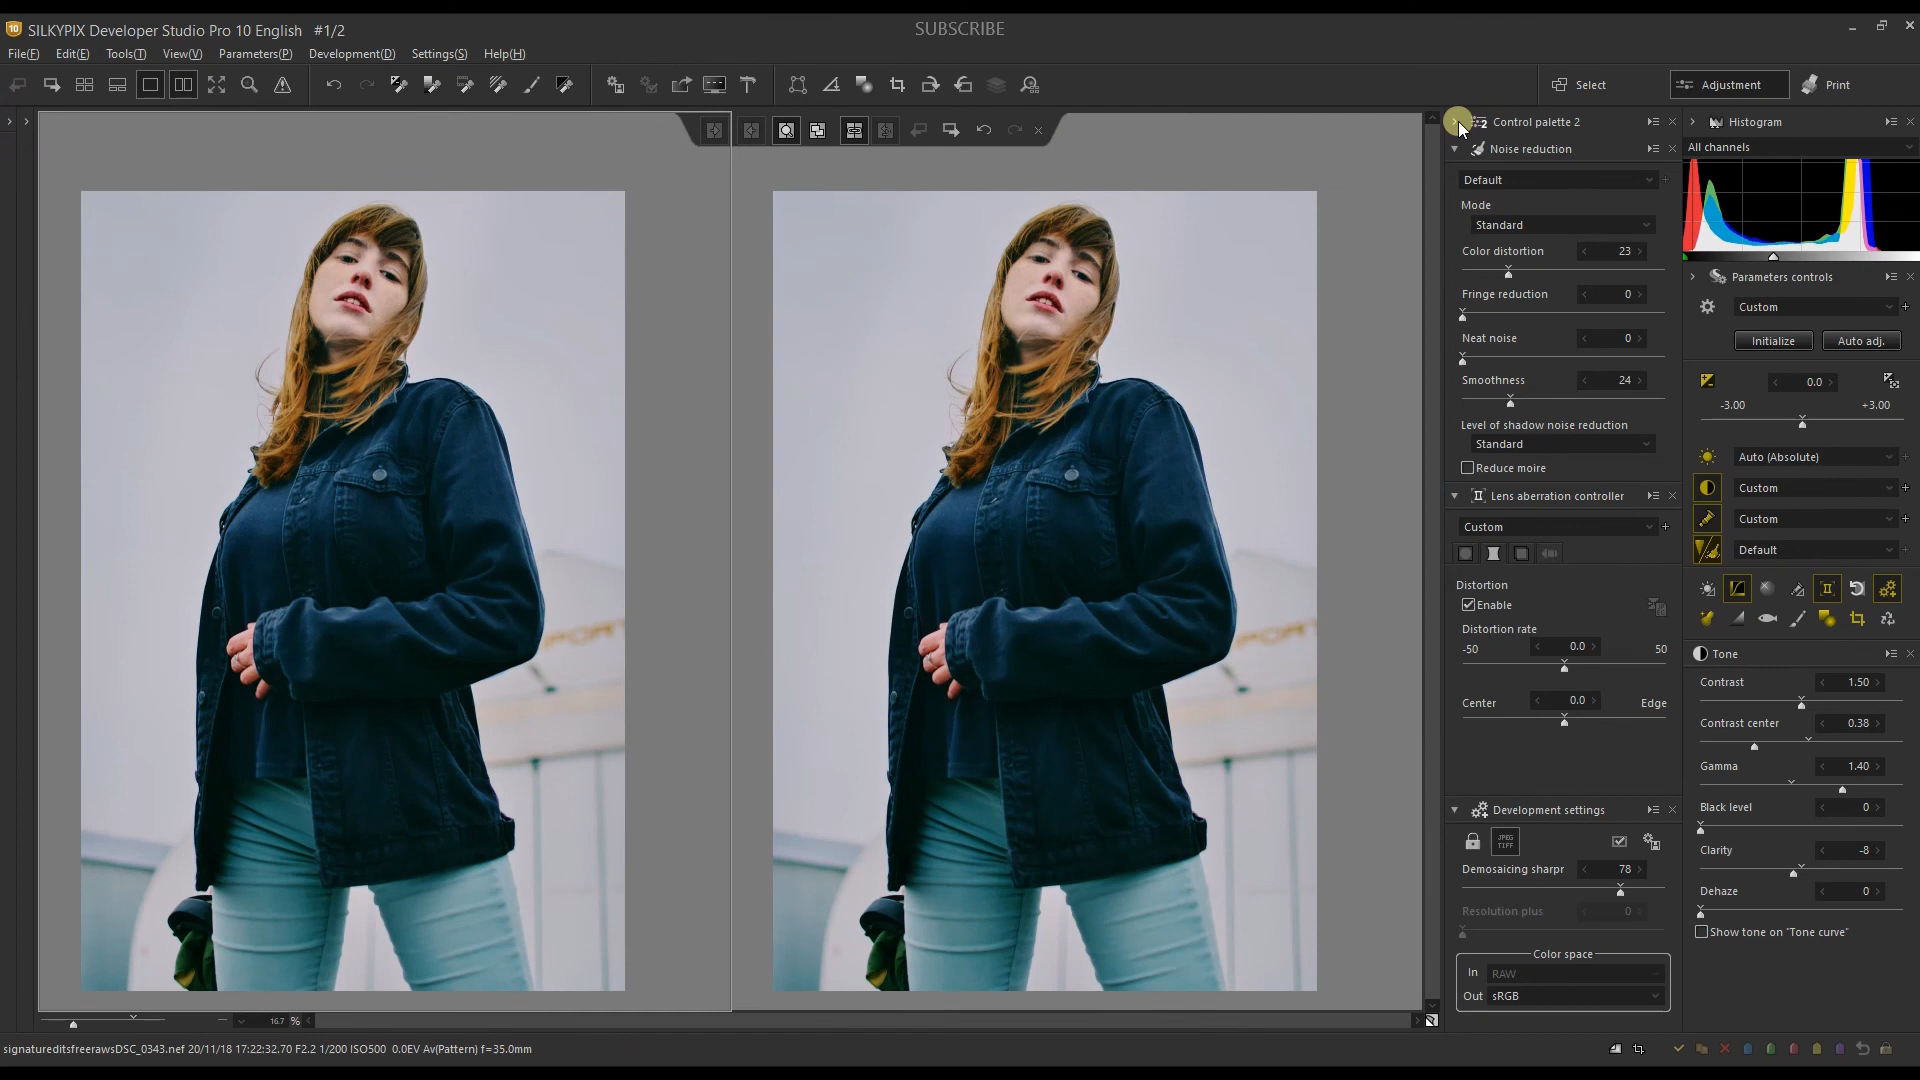 SILKYPIX Developer Studio Pro 10 English #1/2
SUBSCRIBE
File(F) Edit(E) Tools(T) View(V) Parameters(P) Development(D) Settings(S) Help(H)
Select
Adjustment
Print
Control palette 2
Noise reduction
Default
Mode
Standard
Color distortion 23
Fringe reduction 0
Neat noise 0
Smoothness 24
Level of shadow noise reduction
Standard
Reduce moire
Lens aberration controller
Custom
Distortion
Enable
Distortion rate
-50 0.0 50
Center 0.0 Edge
Development settings
JPEG
TIFF
Demosaicing sharpr 78
Resolution plus 0
Color space
In RAW
Out sRGB
Histogram
All channels
Parameters controls
Custom
Initialize Auto adj.
0.0
-3.00 +3.00
Auto (Absolute)
Custom
Custom
Default
Tone
Contrast 1.50
Contrast center 0.38
Gamma 1.40
Black level 0
Clarity -8
Dehaze 0
Show tone on "Tone curve"
16.7 %
signatureditsfreerawsDSC_0343.nef 20/11/18 17:22:32.70 F2.2 1/200 ISO500 0.0EV Av(Pattern) f=35.0mm